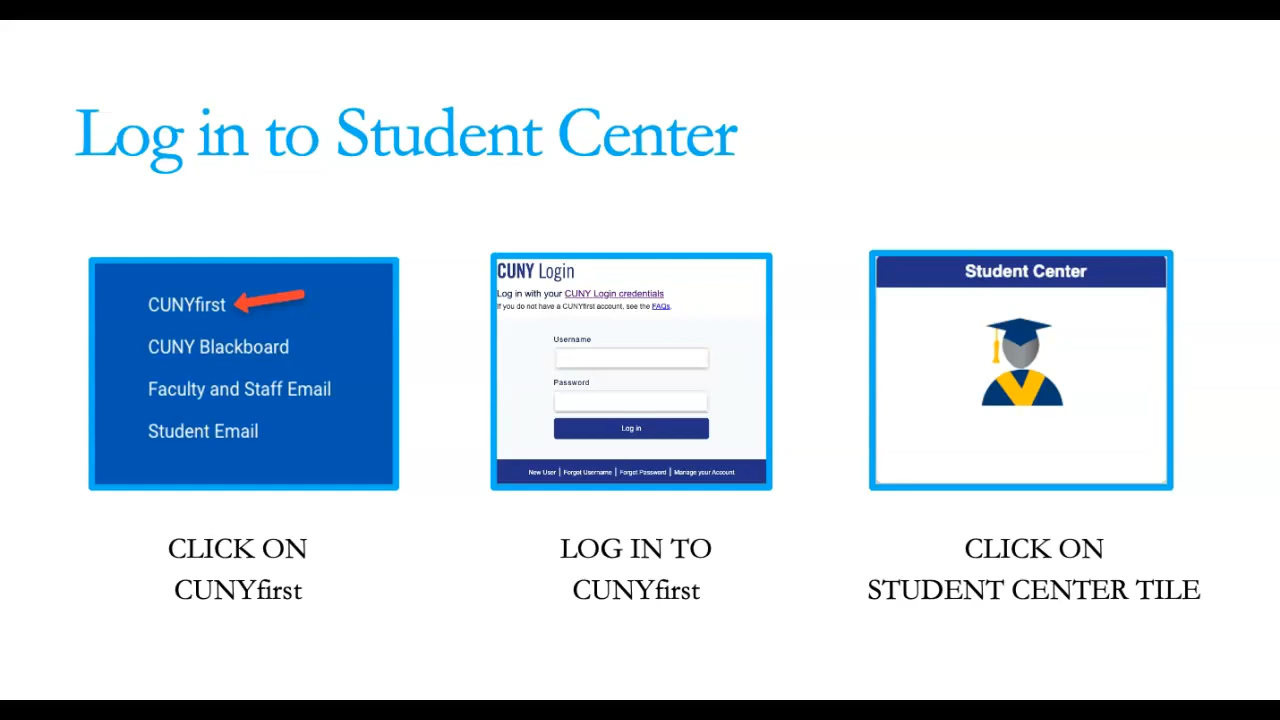 Log in to Student Center
CUNYfirst
CUNY Blackboard
Faculty and Staff Email
Student Email
CLICK ON
CUNYfirst
CUNY Login
Log in with your CUNY Login credentials
If you do not have a CUNYfirst account, see the FAQs.
Username
Password
Log in
New User | Forgot Username | Forgot Password | Manage your Account
LOG IN TO
CUNYfirst
Student Center
CLICK ON
STUDENT CENTER TILE